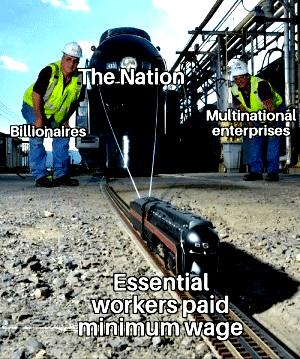 The Nation
Billionaires
Multinational
enterprises
Essential
workers paid
minimum wage